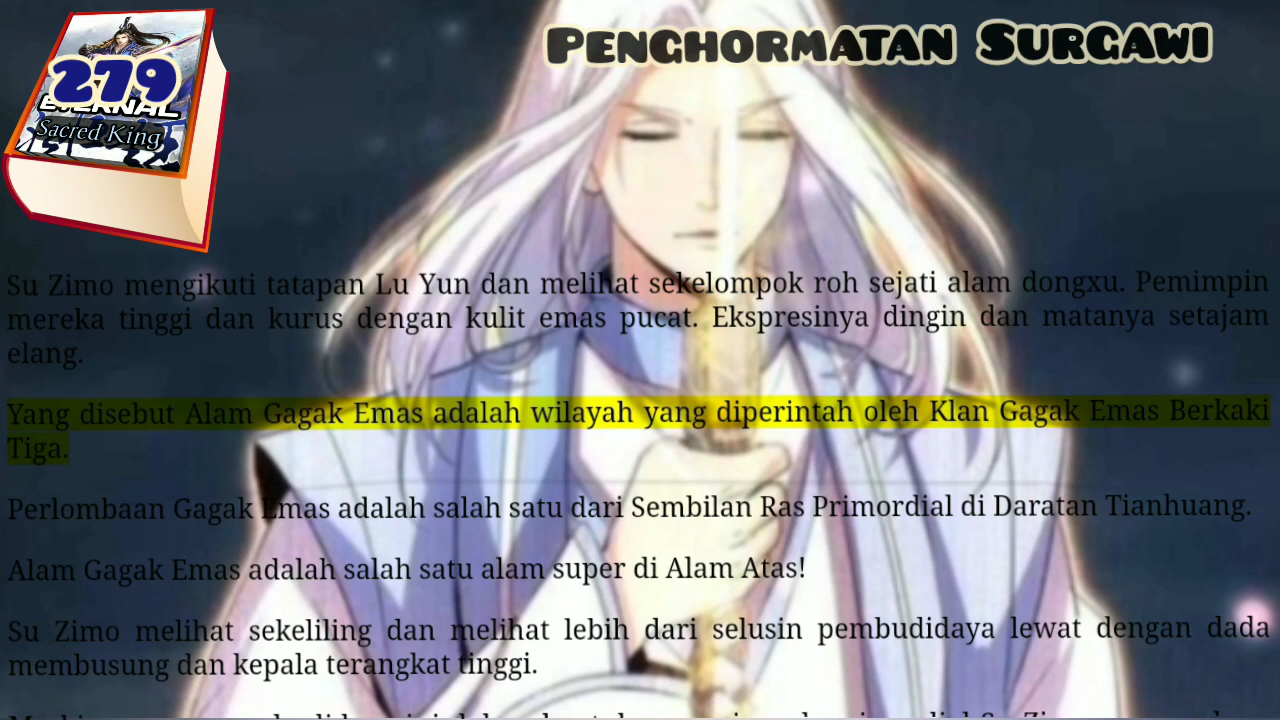 Penghormatan Surgawi
279
ETERNAL
Sacred King
Su Zimo mengikuti tatapan Lu Yun dan melihat sekelompok roh sejati alam dongxu. Pemimpin
mereka tinggi dan kurus dengan kulit emas pucat. Ekspresinya dingin dan matanya setajam
elang.
Yang disebut Alam Gagak Emas adalah wilayah yang diperintah oleh Klan Gagak Emas Berkaki
Tiga.
Perlombaan Gagak Emas adalah salah satu dari Sembilan Ras Primordial di Daratan Tianhuang.
Alam Gagak Emas adalah salah satu alam super di Alam Atas!
Su Zimo melihat sekeliling dan melihat lebih dari selusin pembudidaya lewat dengan dada
membusung dan kepala terangkat tinggi.